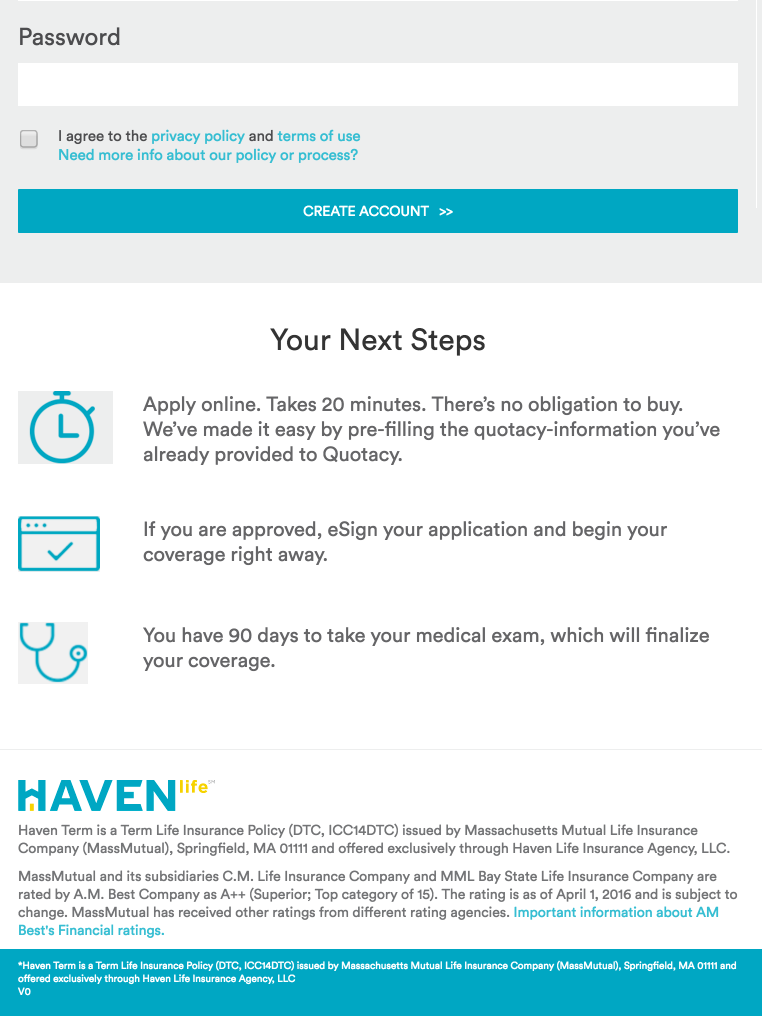 Password
I agree to the privacy policy and terms of use
Need more info about our policy or process?
CREATE ACCOUNT >>
Your Next Steps
Apply online. Takes 20 minutes. There’s no obligation to buy.
We’ve made it easy by pre-filling the quotacy-information you’ve
already provided to Quotacy.
If you are approved, eSign your application and begin your
coverage right away.
You have 90 days to take your medical exam, which will finalize
your coverage.
HAVEN life SM
Haven Term is a Term Life Insurance Policy (DTC, ICC14DTC) issued by Massachusetts Mutual Life Insurance
Company (MassMutual), Springfield, MA 01111 and offered exclusively through Haven Life Insurance Agency, LLC.
MassMutual and its subsidiaries C.M. Life Insurance Company and MML Bay State Life Insurance Company are
rated by A.M. Best Company as A++ (Superior; Top category of 15). The rating is as of April 1, 2016 and is subject to
change. MassMutual has received other ratings from different rating agencies. Important information about AM
Best's Financial ratings.
*Haven Term is a Term Life Insurance Policy (DTC, ICC14DTC) issued by Massachusetts Mutual Life Insurance Company (MassMutual), Springfield, MA 01111 and
offered exclusively through Haven Life Insurance Agency, LLC
V0